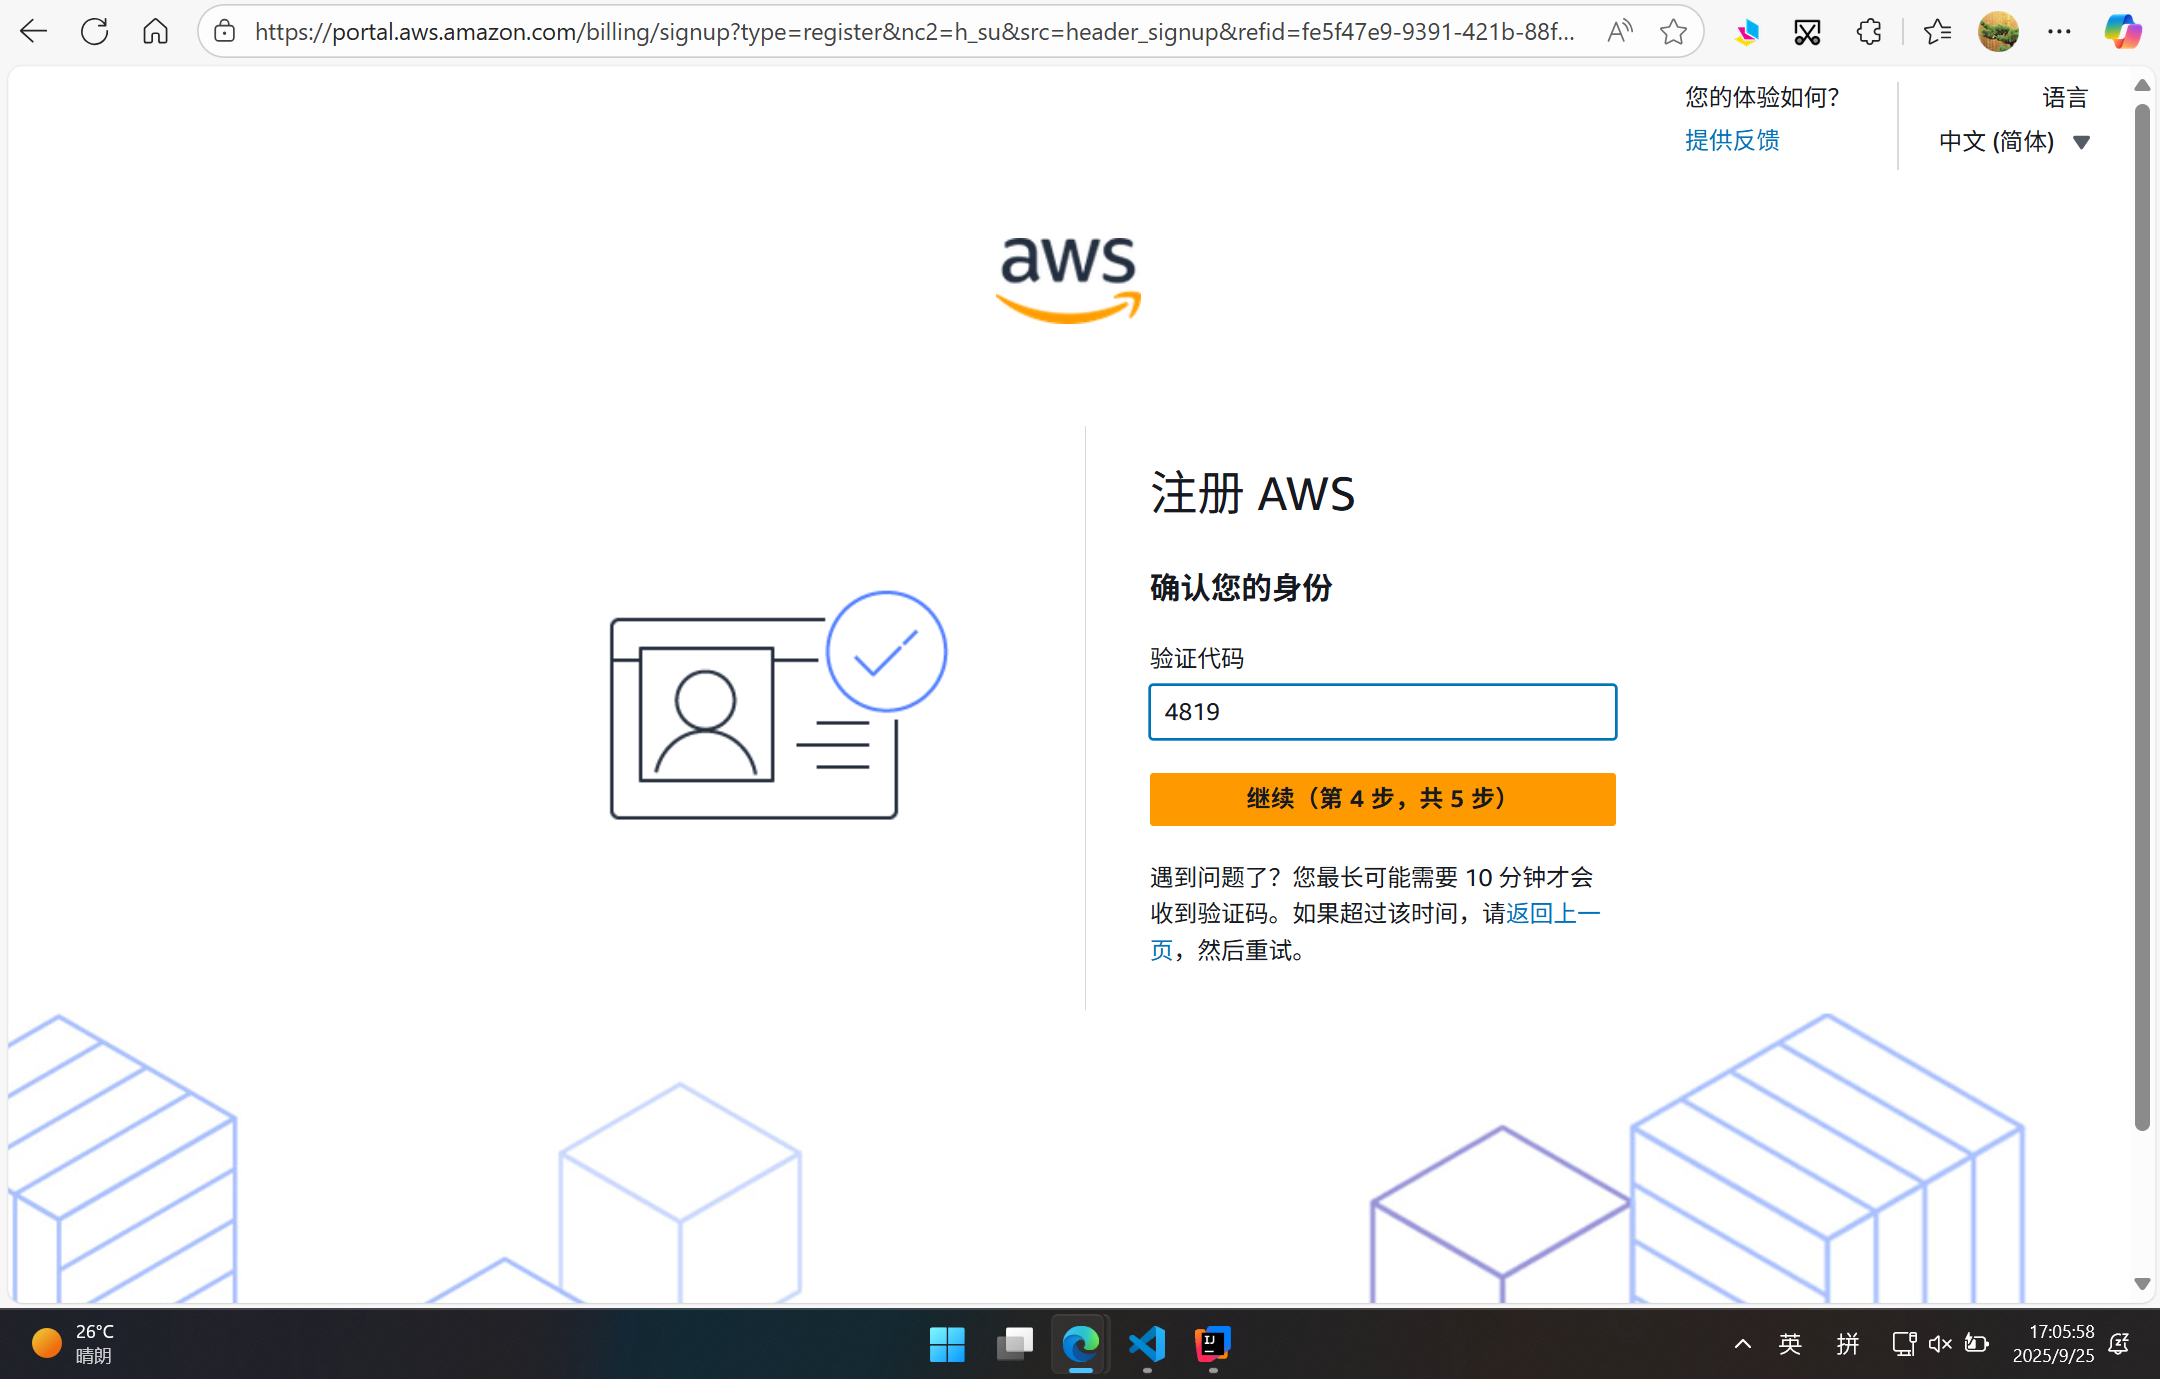 https://portal.aws.amazon.com/billing/signup?type=register&nc2=h_su&src=header_signup&refid=fe5f47e9-9391-421b-88f...
您的体验如何?
提供反馈
语言
中文 (简体)
aws
注册 AWS
确认您的身份
验证代码
4819
继续（第 4 步，共 5 步）
遇到问题了？您最长可能需要 10 分钟才会
收到验证码。如果超过该时间，请返回上一
页，然后重试。
26°C
晴朗
IJ
英
拼
17:05:58
2025/9/25